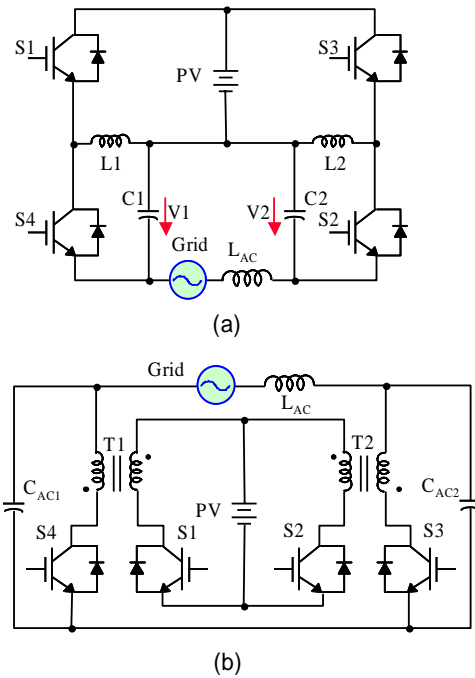 S1
S3
PV
L1
L2
C1
C2
S4
V1
V2
S2
Grid
LAC
(a)
Grid
LAC
T1
T2
CAC1
PV
CAC2
S4
S1
S2
S3
(b)